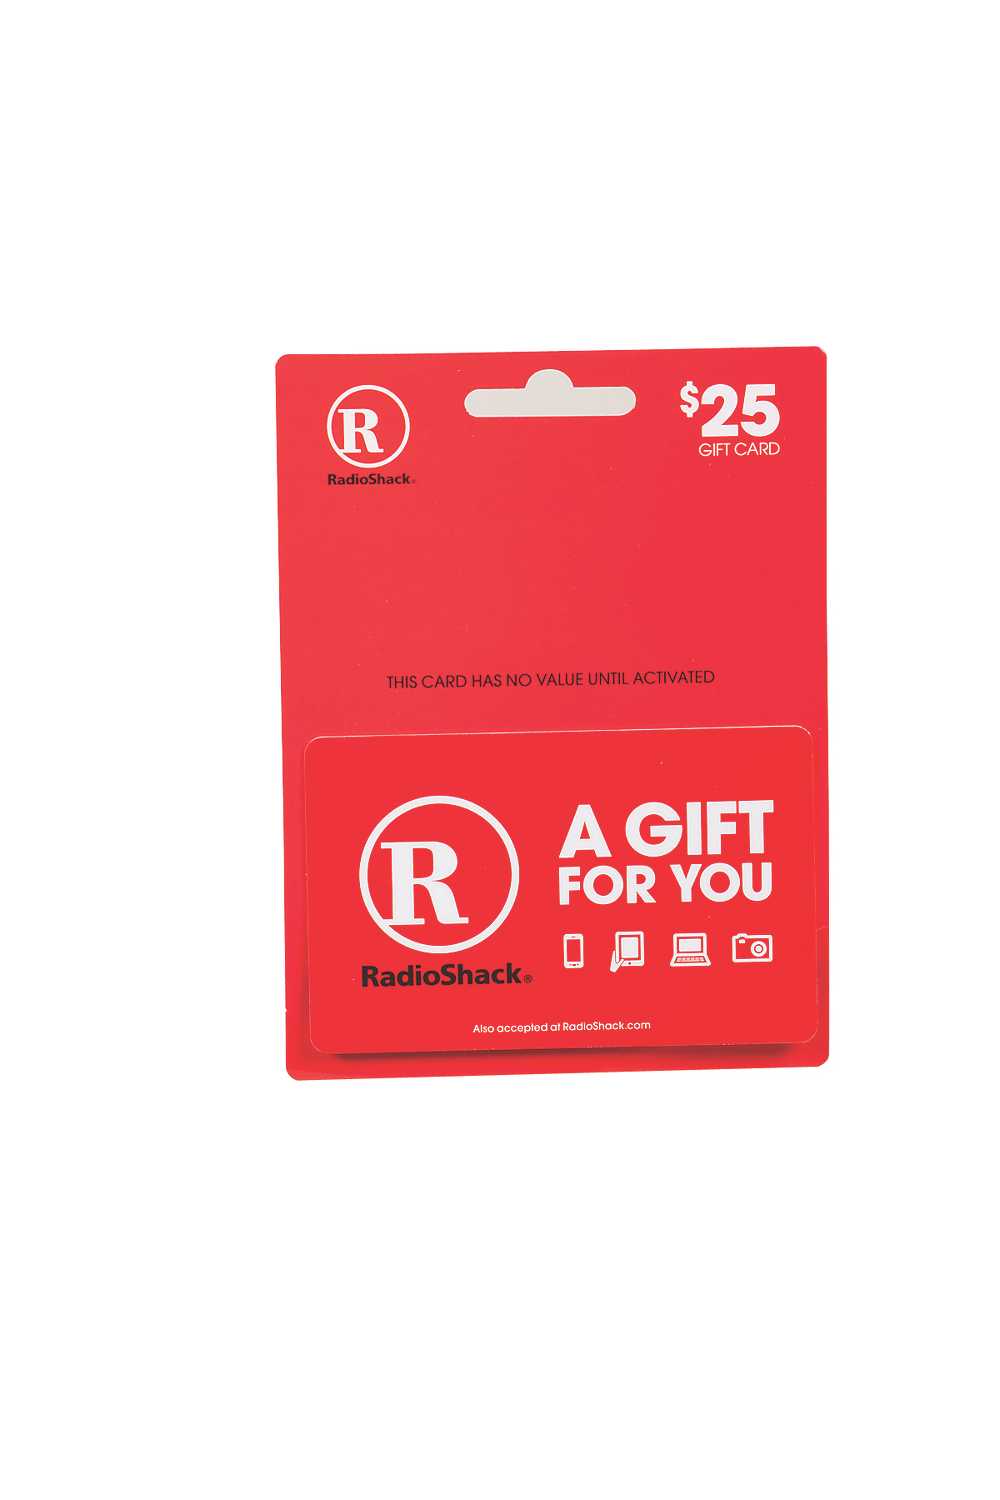 R
RadioShack®
$25
GIFT CARD
THIS CARD HAS NO VALUE UNTIL ACTIVATED
R
RadioShack®
A GIFT
FOR YOU
Also accepted at RadioShack.com